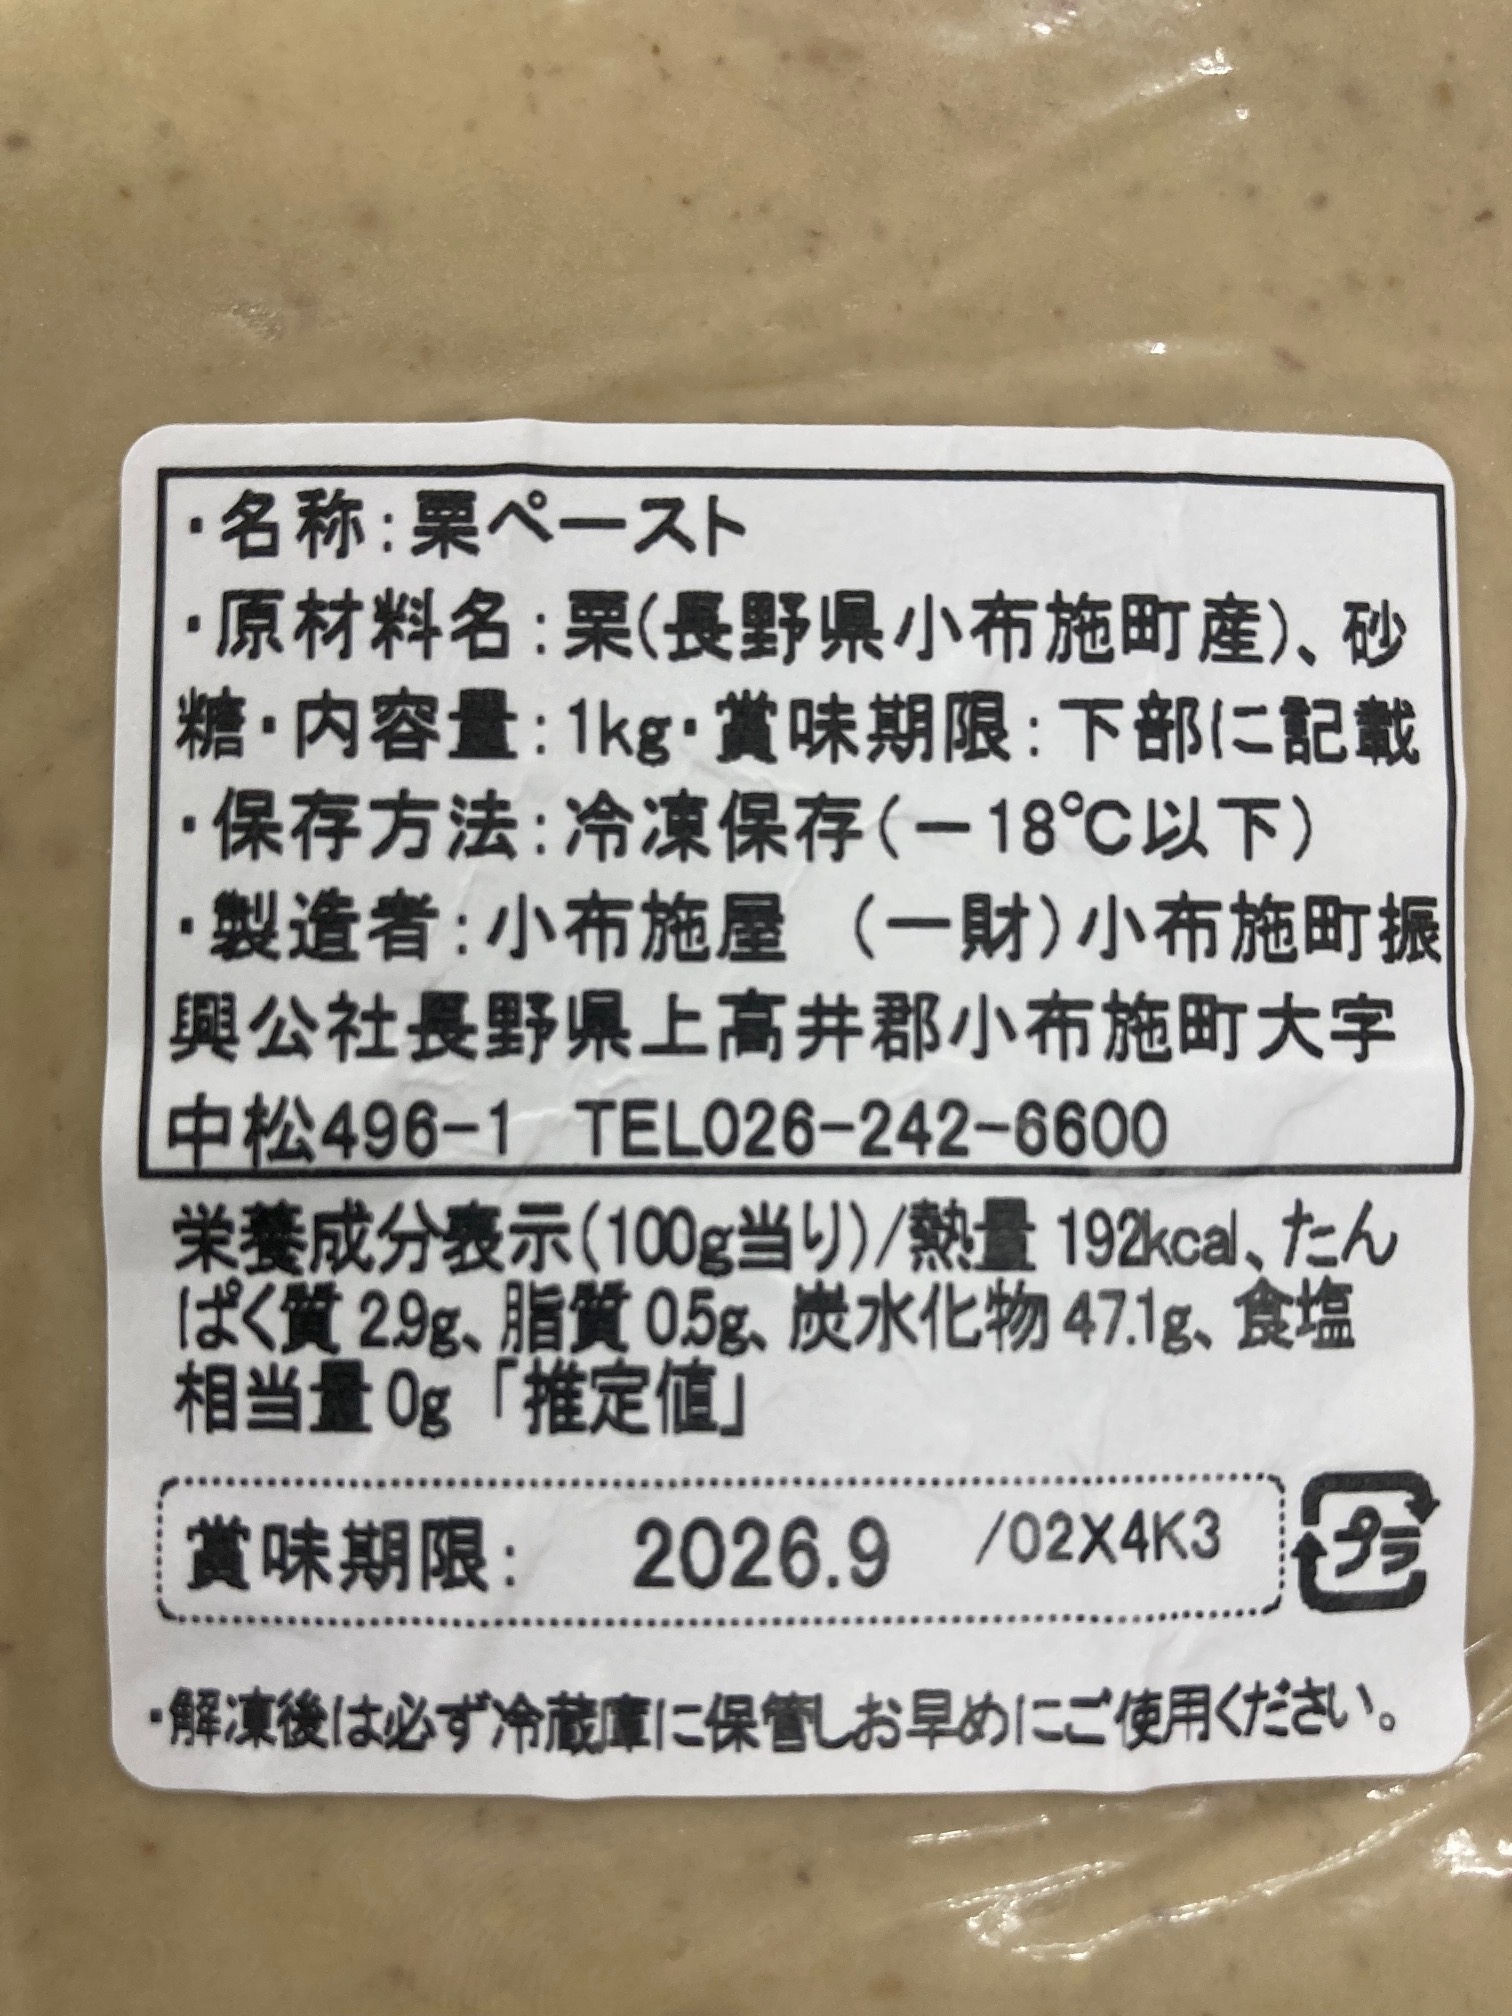 ・名称：栗ペースト
・原材料名：栗（長野県小布施町産）、砂
糖・内容量：1kg・賞味期限：下部に記載
・保存方法：冷凍保存（－18℃以下）
・製造者：小布施屋　（一財）小布施町振
興公社長野県上高井郡小布施町大字
中松496-1　TEL026-242-6600
栄養成分表示（100g当り）/熱量 192kcal、たん
ぱく質 2.9g、脂質 0.5g、炭水化物 47.1g、食塩
相当量 0g「推定値」
賞味期限：　2026.9　/02X4K3
プラ
・解凍後は必ず冷蔵庫に保管しお早めにご使用ください。